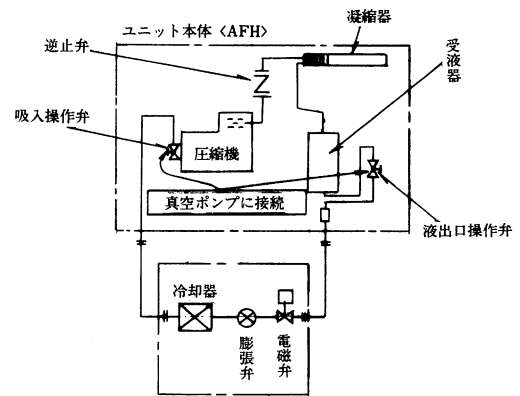 ユニット本体〈AFH〉
凝縮器
逆止弁
受液器
吸入操作弁
圧縮機
真空ポンプに接続
液出口操作弁
冷却器
膨張弁
電磁弁